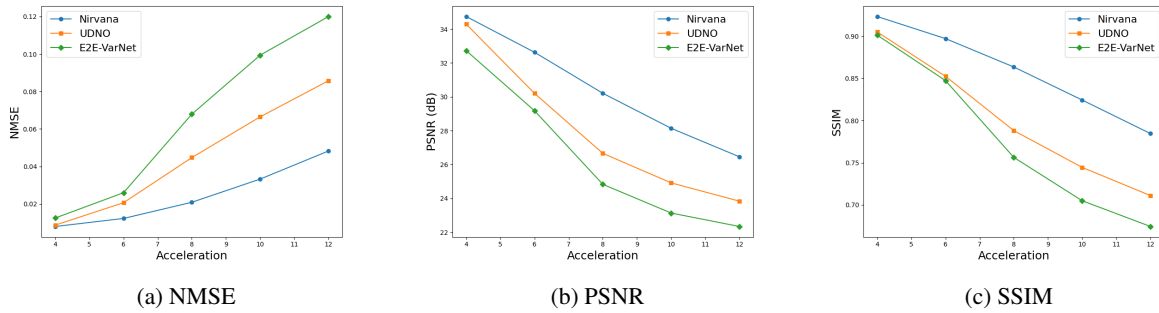 Nirvana
UDNO
E2E-VarNet
NMSE
0.12
0.10
0.08
0.06
0.04
0.02
4 5 6 7 8 9 10 11 12
Acceleration
(a) NMSE
Nirvana
UDNO
E2E-VarNet
PSNR (dB)
34
32
30
28
26
24
22
4 5 6 7 8 9 10 11 12
Acceleration
(b) PSNR
Nirvana
UDNO
E2E-VarNet
SSIM
0.90
0.85
0.80
0.75
0.70
4 5 6 7 8 9 10 11 12
Acceleration
(c) SSIM